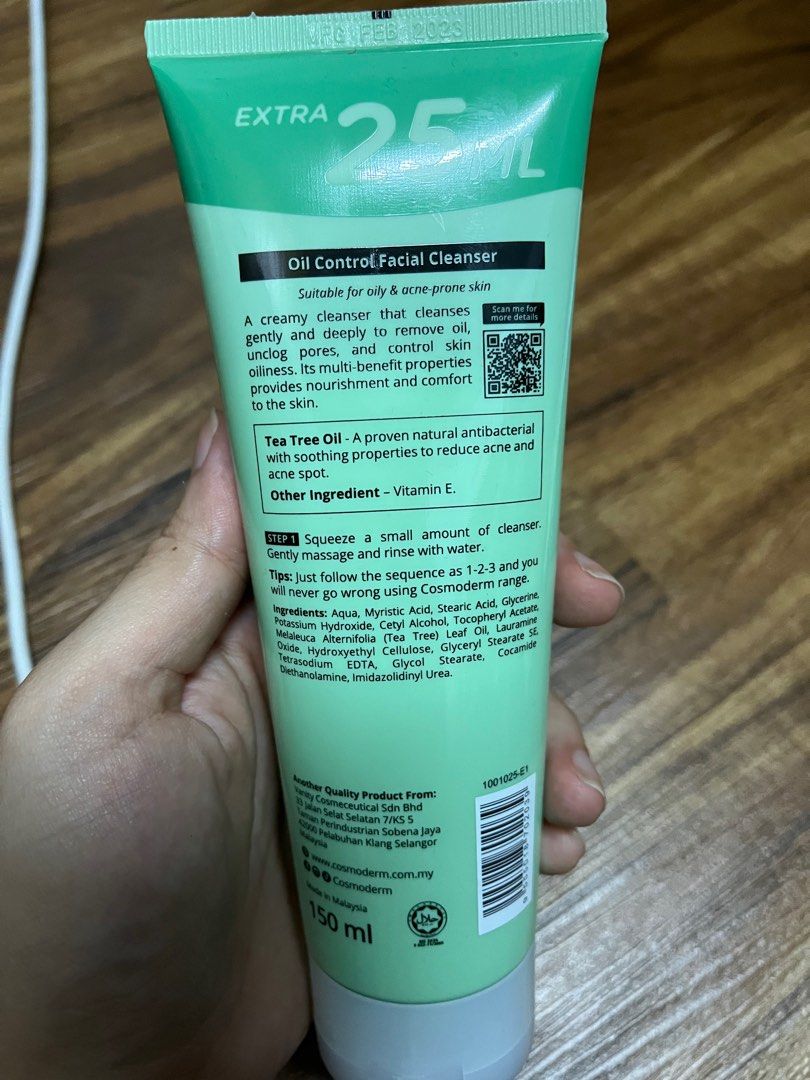 MFG FEB 2023
EXTRA 25 ML
Oil Control Facial Cleanser
Suitable for oily & acne-prone skin
A creamy cleanser that cleanses
gently and deeply to remove oil,
unclog pores, and control skin
oiliness. Its multi-benefit properties
provides nourishment and comfort
to the skin.
Scan me for
more details
Tea Tree Oil - A proven natural antibacterial
with soothing properties to reduce acne and
acne spot.
Other Ingredient – Vitamin E.
STEP 1 Squeeze a small amount of cleanser.
Gently massage and rinse with water.
Tips: Just follow the sequence as 1-2-3 and you
will never go wrong using Cosmoderm range.
Ingredients: Aqua, Myristic Acid, Stearic Acid, Glycerine,
Potassium Hydroxide, Cetyl Alcohol, Tocopheryl Acetate,
Melaleuca Alternifolia (Tea Tree) Leaf Oil, Lauramine
Oxide, Hydroxyethyl Cellulose, Glyceryl Stearate SE,
Tetrasodium EDTA, Glycol Stearate, Cocamide
Diethanolamine, Imidazolidinyl Urea.
Another Quality Product From:
Vanity Cosmeceutical Sdn Bhd
33 Jalan Selat Selatan 7/KS 5
Taman Perindustrian Sobena Jaya
42000 Pelabuhan Klang Selangor
Malaysia
www.cosmoderm.com.my
Cosmoderm
Made in Malaysia
150 ml
1001025-E1